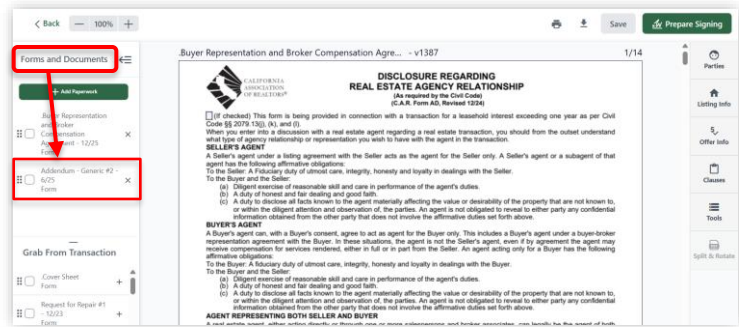 < Back
— 100% +
Save
Prepare Signing
Forms and Documents
+ Add Paperwork
.Buyer Representation
and Broker
Compensation
Agreement - 12/25
Form
Addendum - Generic #2 -
6/25
Form
Grab From Transaction
.Cover Sheet
Form
Request for Repair #1
- 12/23
Form
.Buyer Representation and Broker Compensation Agre... - v1387
1/14
CALIFORNIA
ASSOCIATION
OF REALTORS®
DISCLOSURE REGARDING
REAL ESTATE AGENCY RELATIONSHIP
(As required by the Civil Code)
(C.A.R. Form AD, Revised 12/24)
(If checked) This form is being provided in connection with a transaction for a leasehold interest exceeding one year as per Civil
Code §§ 2079.13(j), (k), and (l).
When you enter into a discussion with a real estate agent regarding a real estate transaction, you should from the outset understand
what type of agency relationship or representation you wish to have with the agent in the transaction.
SELLER'S AGENT
A Seller's agent under a listing agreement with the Seller acts as the agent for the Seller only. A Seller's agent or a subagent of that
agent has the following affirmative obligations:
To the Seller: A Fiduciary duty of utmost care, integrity, honesty and loyalty in dealings with the Seller.
To the Buyer and the Seller:
(a) Diligent exercise of reasonable skill and care in performance of the agent's duties.
(b) A duty of honest and fair dealing and good faith.
(c) A duty to disclose all facts known to the agent materially affecting the value or desirability of the property that are not known to,
or within the diligent attention and observation of, the parties. An agent is not obligated to reveal to either party any confidential
information obtained from the other party that does not involve the affirmative duties set forth above.
BUYER'S AGENT
A Buyer's agent can, with a Buyer's consent, agree to act as agent for the Buyer only. This includes a Buyer's agent under a buyer-broker
representation agreement with the Buyer. In these situations, the agent is not the Seller's agent, even if by agreement the agent may
receive compensation for services rendered, either in full or in part from the Seller. An agent acting only for a Buyer has the following
affirmative obligations:
To the Buyer: A fiduciary duty of utmost care, integrity, honesty and loyalty in dealings with the Buyer.
To the Buyer and the Seller:
(a) Diligent exercise of reasonable skill and care in performance of the agent's duties.
(b) A duty of honest and fair dealing and good faith.
(c) A duty to disclose all facts known to the agent materially affecting the value or desirability of the property that are not known to,
or within the diligent attention and observation of, the parties. An agent is not obligated to reveal to either party any confidential
information obtained from the other party that does not involve the affirmative duties set forth above.
AGENT REPRESENTING BOTH SELLER AND BUYER
A real estate agent, either acting directly or through one or more salespersons and broker associates, can legally be the agent of both
Parties
Listing Info
Offer Info
Clauses
Tools
Split & Rotate